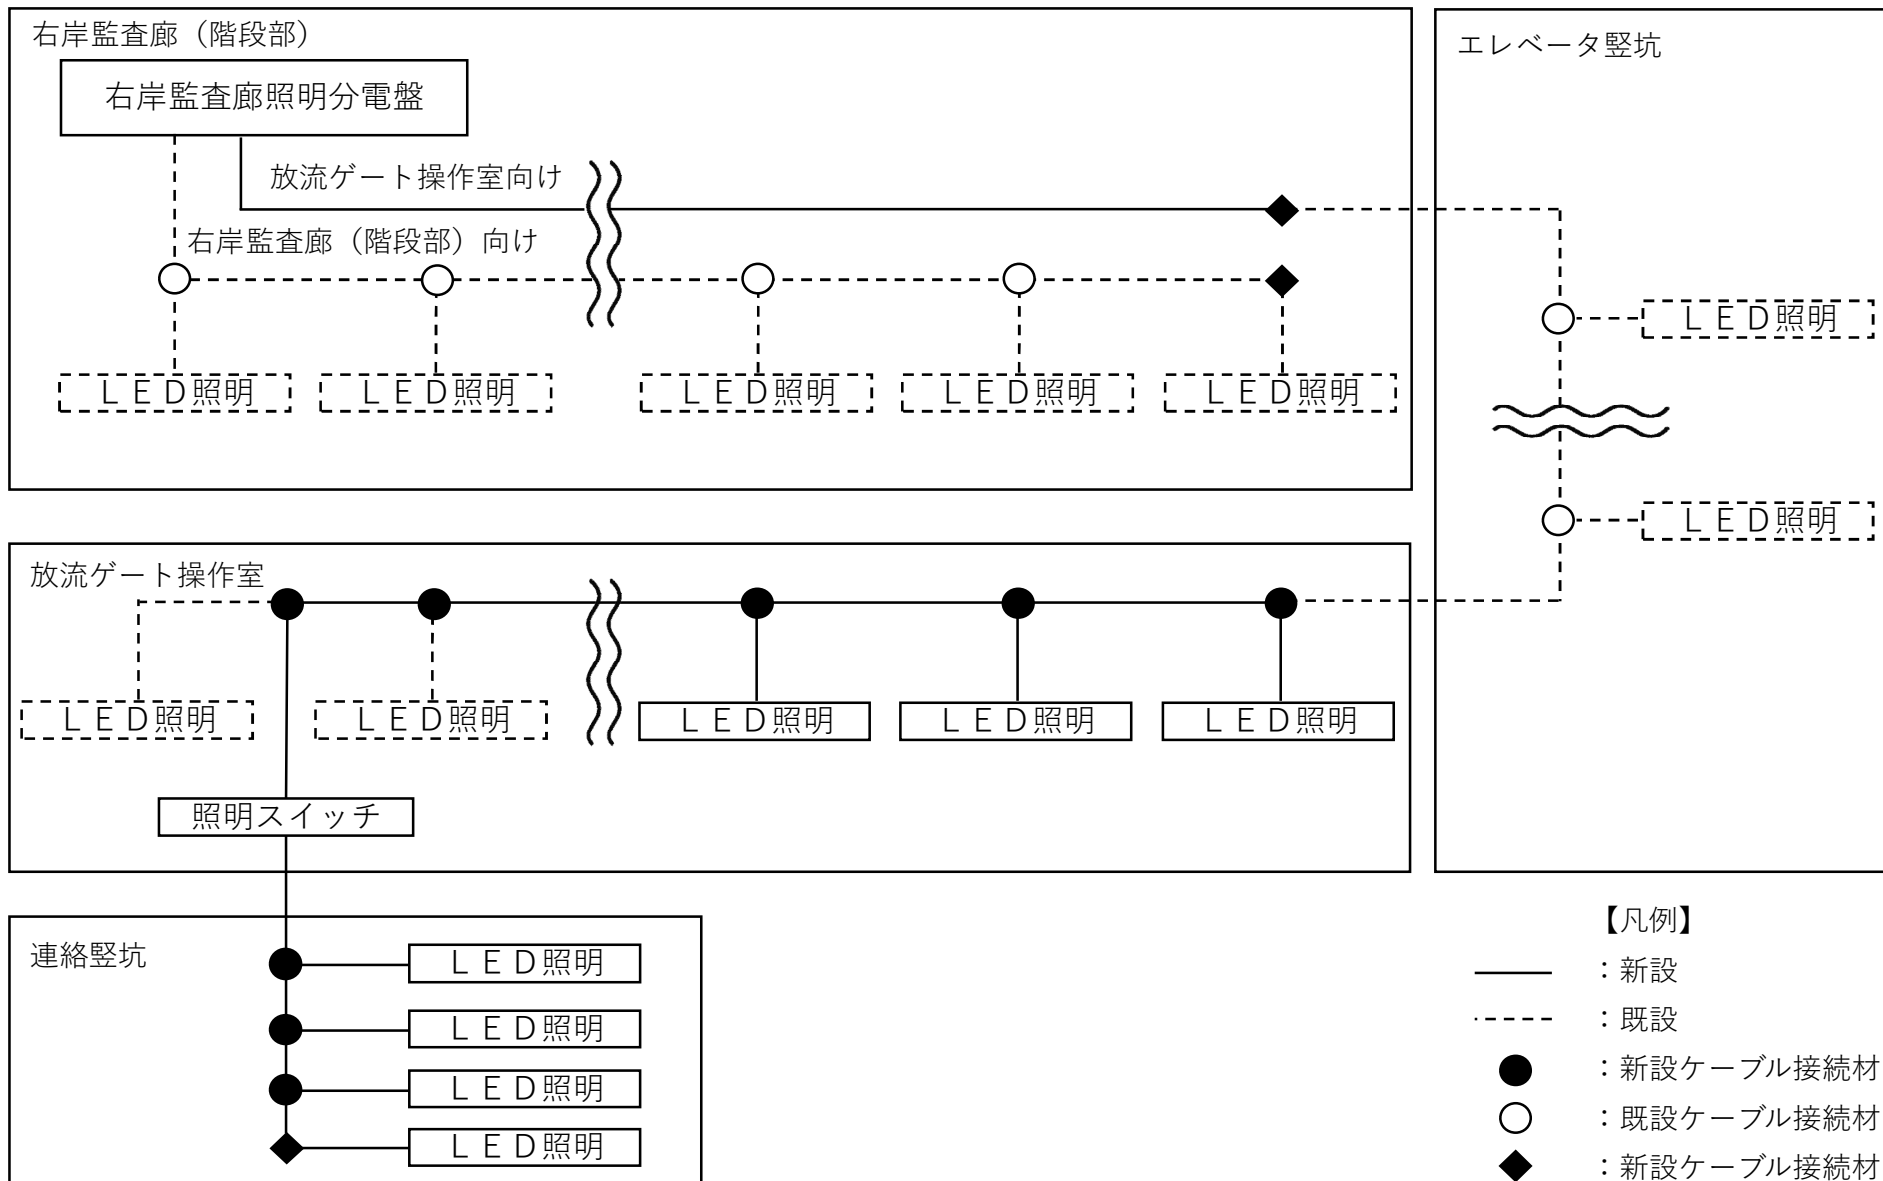 右岸監査廊（階段部）
右岸監査廊照明分電盤
放流ゲート操作室向け
右岸監査廊（階段部）向け
ＬＥＤ照明
ＬＥＤ照明
ＬＥＤ照明
ＬＥＤ照明
ＬＥＤ照明
エレベータ竪坑
ＬＥＤ照明
ＬＥＤ照明
放流ゲート操作室
ＬＥＤ照明
ＬＥＤ照明
ＬＥＤ照明
ＬＥＤ照明
ＬＥＤ照明
照明スイッチ
連絡竪坑
ＬＥＤ照明
ＬＥＤ照明
ＬＥＤ照明
ＬＥＤ照明
【凡例】
：新設
：既設
：新設ケーブル接続材
：既設ケーブル接続材
：新設ケーブル接続材